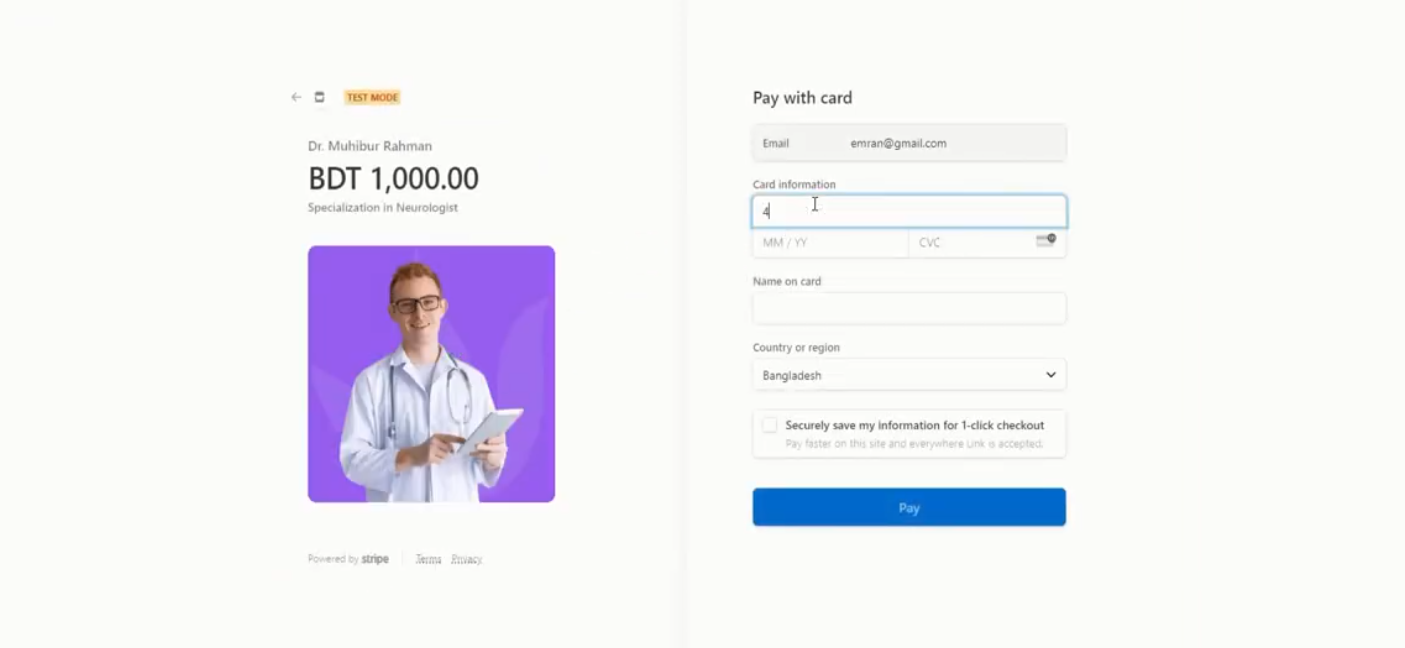 TEST MODE
Dr. Muhibur Rahman
BDT 1,000.00
Specialization in Neurologist
Powered by stripe
Terms Privacy
Pay with card
Email emran@gmail.com
Card information
4
MM / YY CVC
Name on card
Country or region
Bangladesh
Securely save my information for 1-click checkout
Pay faster on this site and everywhere Link is accepted.
Pay